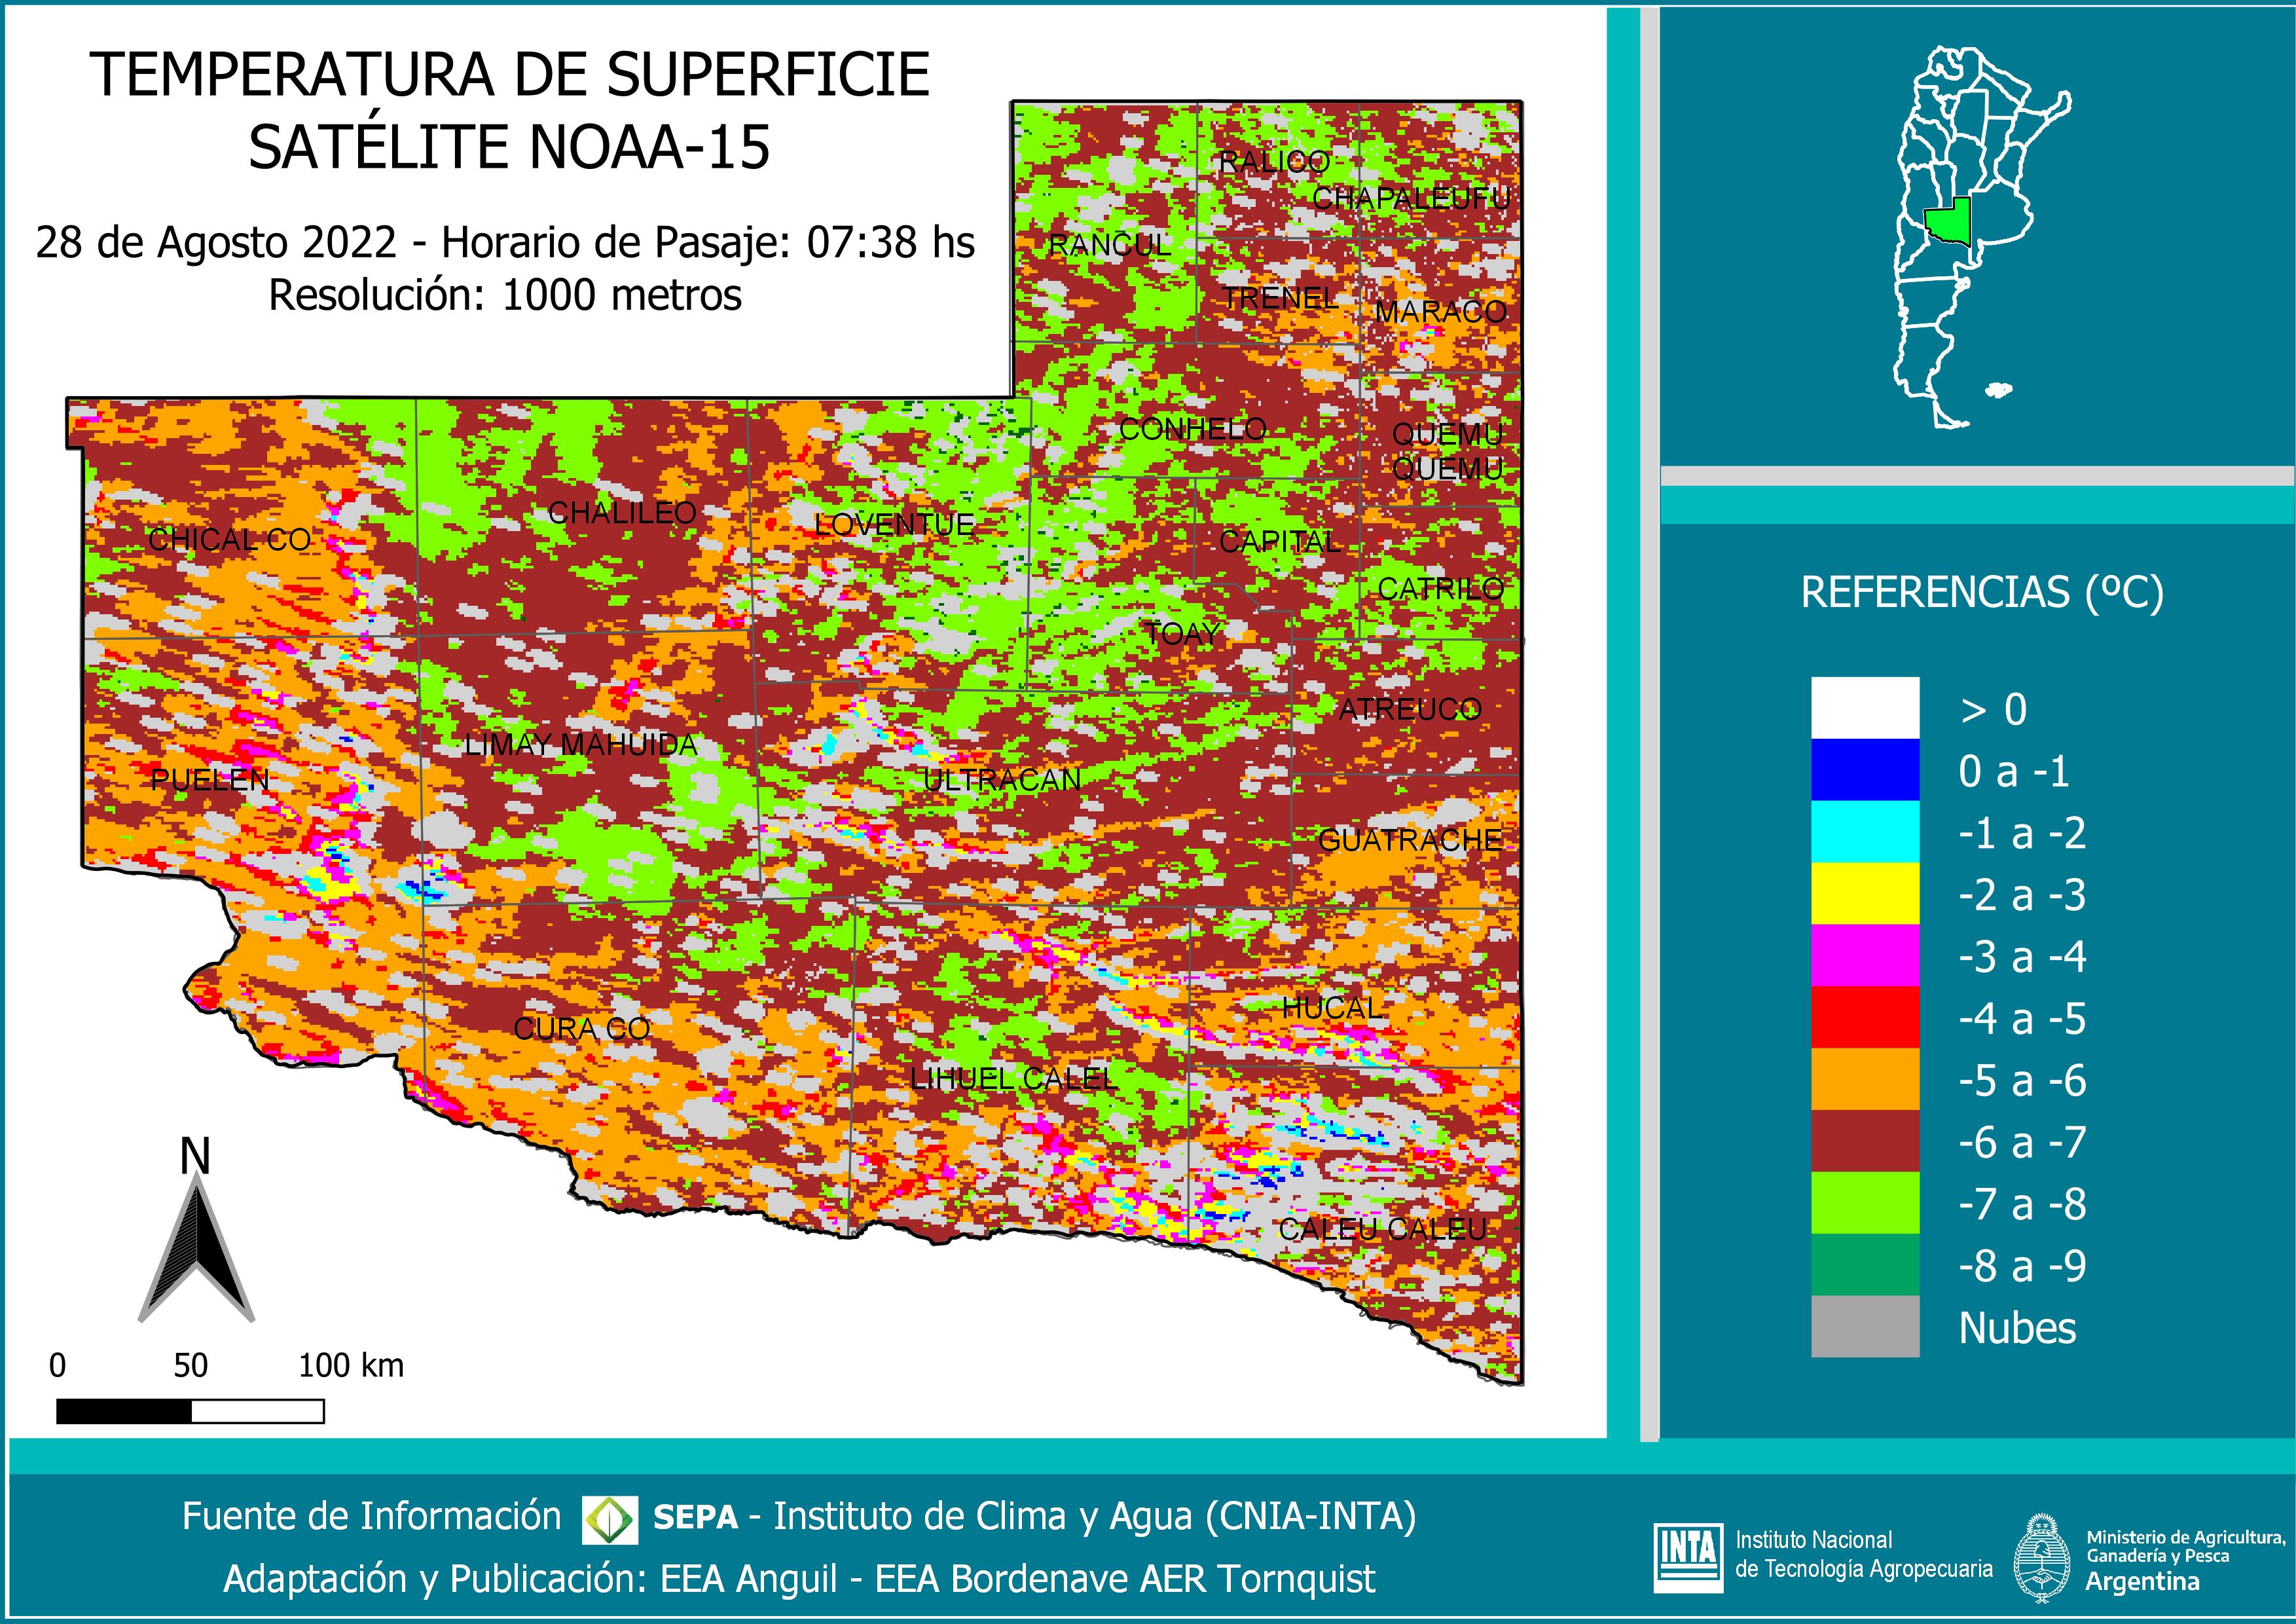 TEMPERATURA DE SUPERFICIE
SATÉLITE NOAA-15
28 de Agosto 2022 - Horario de Pasaje: 07:38 hs
Resolución: 1000 metros
RALICO
CHAPALEUFU
RANCUL
TRENEL
MARACO
CONHELO
QUEMU
QUEMU
CHALILEO
LOVENTUE
CHICAL CO
CAPITAL
CATRILO
TOAY
ATREUCO
LIMAY MAHUIDA
PUELEN
ULTRACAN
GUATRACHE
HUCAL
CURA CO
LIHUEL CALEL
CALEU CALEU
N
0 50 100 km
REFERENCIAS (ºC)
> 0
0 a -1
-1 a -2
-2 a -3
-3 a -4
-4 a -5
-5 a -6
-6 a -7
-7 a -8
-8 a -9
Nubes
Fuente de Información SEPA - Instituto de Clima y Agua (CNIA-INTA)
Adaptación y Publicación: EEA Anguil - EEA Bordenave AER Tornquist
INTA
Instituto Nacional
de Tecnología Agropecuaria
Ministerio de Agricultura,
Ganadería y Pesca
Argentina